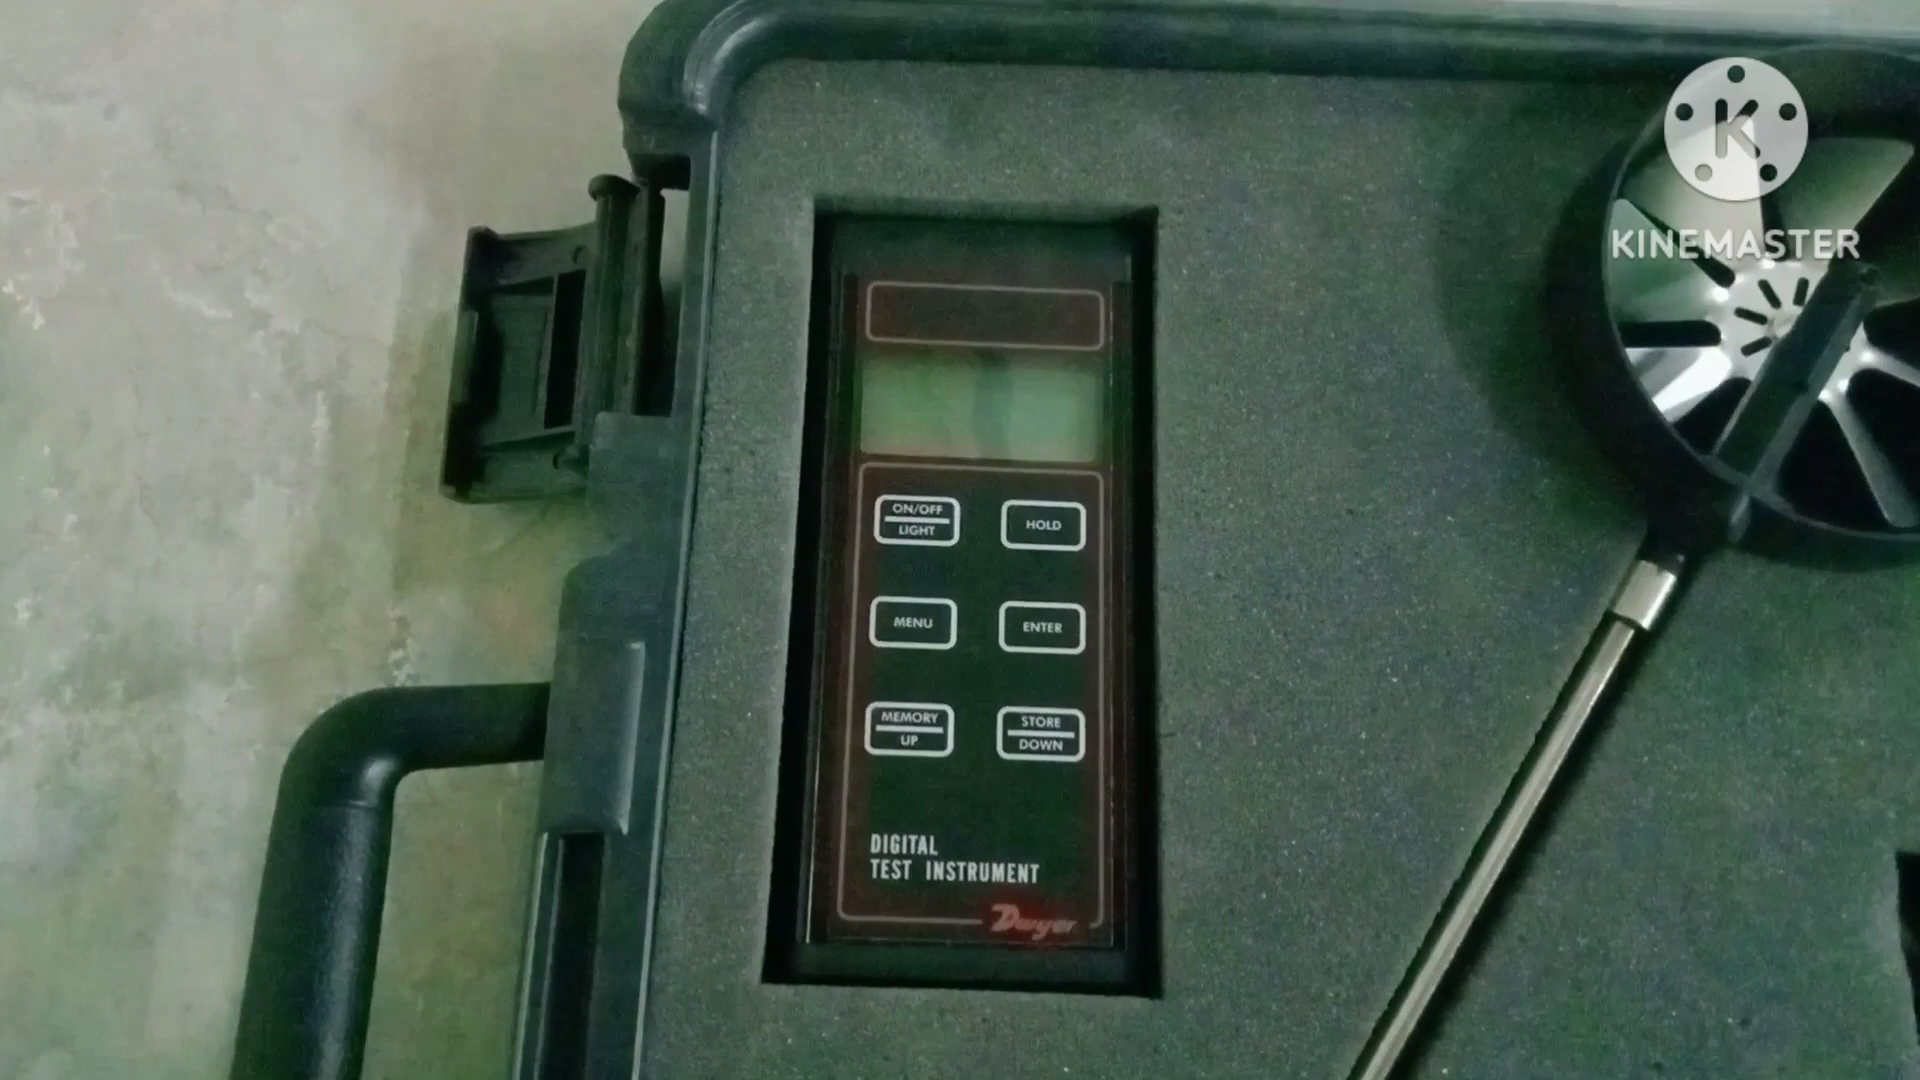 K
KINEMASTER
ON/OFF
LIGHT
HOLD
MENU
ENTER
MEMORY
UP
STORE
DOWN
DIGITAL
TEST INSTRUMENT
Dwyer